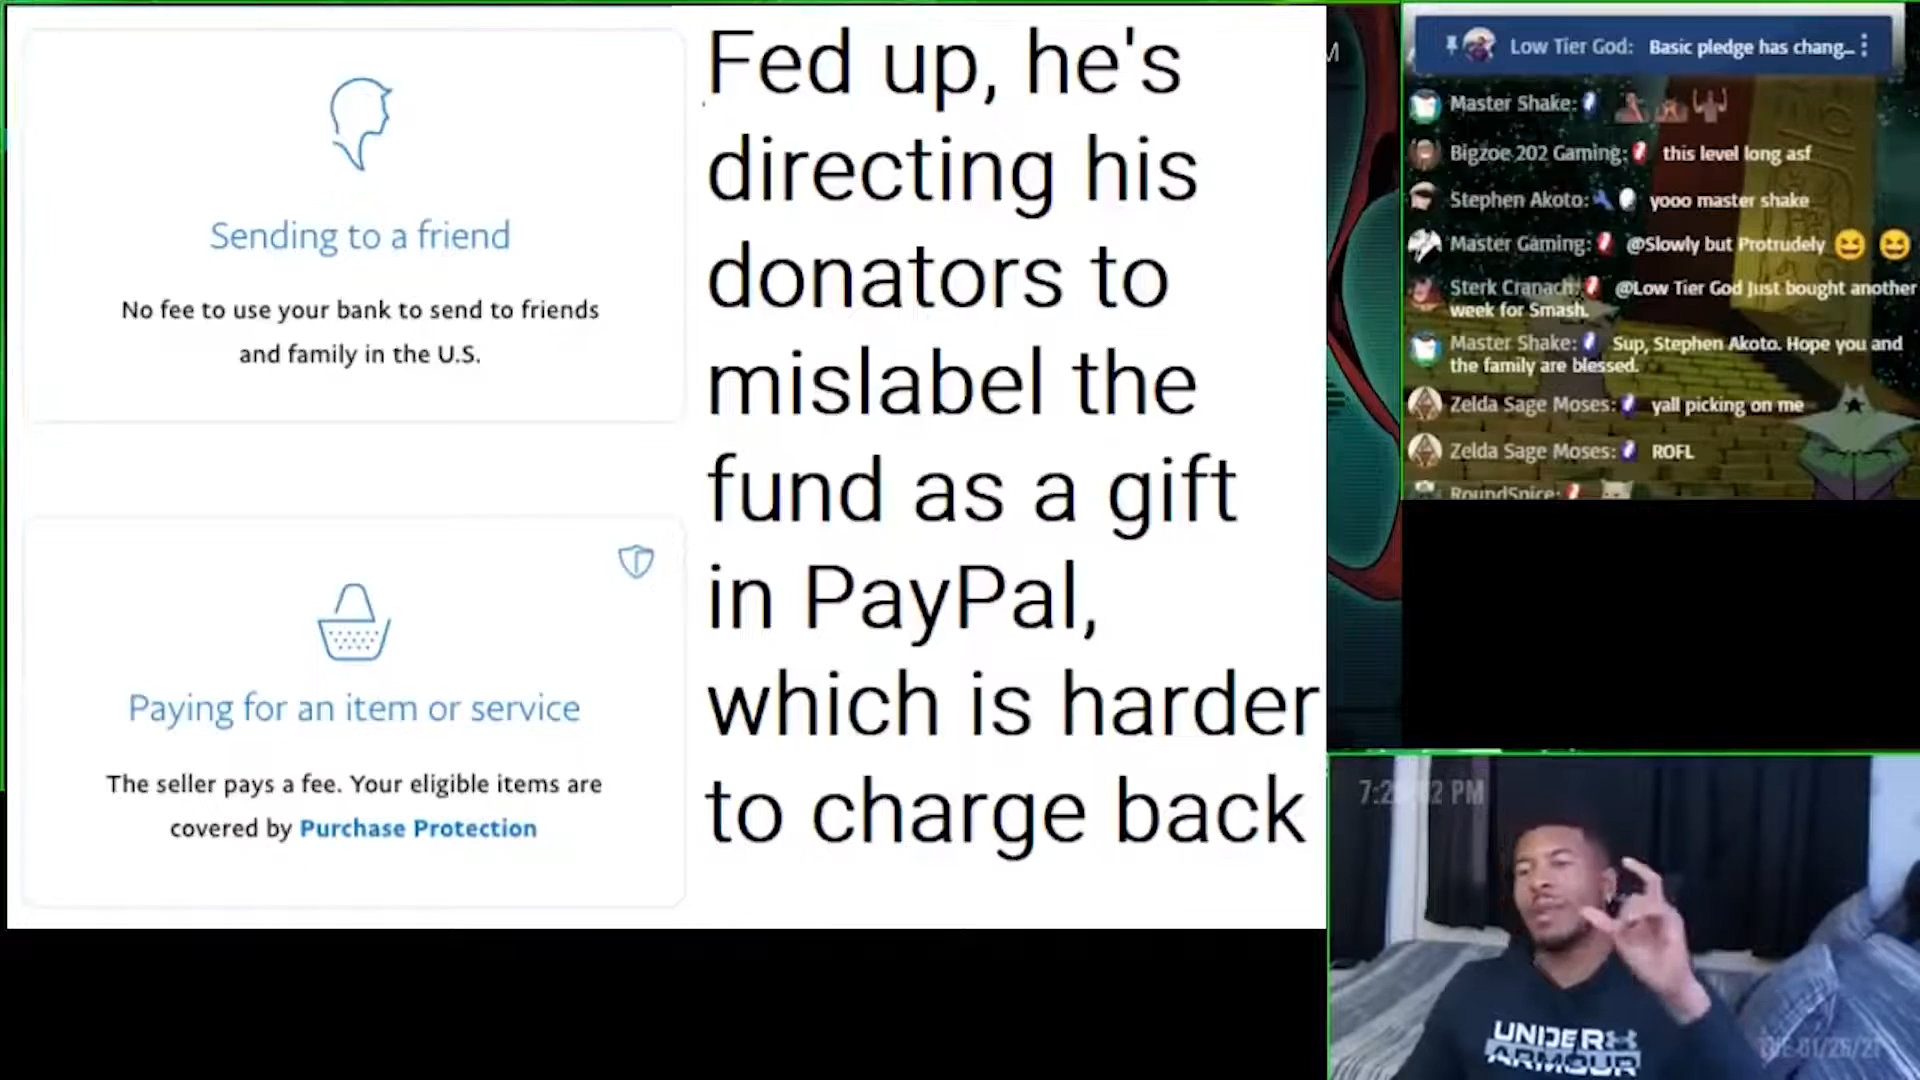 Sending to a friend
No fee to use your bank to send to friends
and family in the U.S.
Paying for an item or service
The seller pays a fee. Your eligible items are
covered by Purchase Protection
Fed up, he's
directing his
donators to
mislabel the
fund as a gift
in PayPal,
which is harder
to charge back
M
Low Tier God: Basic pledge has chang...
Master Shake:
Bigzoe 202 Gaming: this level long asf
Stephen Akoto: yooo master shake
Master Gaming: @Slowly but Protrudely
Sterk Cranach: @Low Tier God Just bought another
week for Smash.
Master Shake: Sup, Stephen Akoto. Hope you and
the family are blessed.
Zelda Sage Moses: yall picking on me
Zelda Sage Moses: ROFL
RoundSpice:
PM
UNDER
ARMOUR
01/26/21